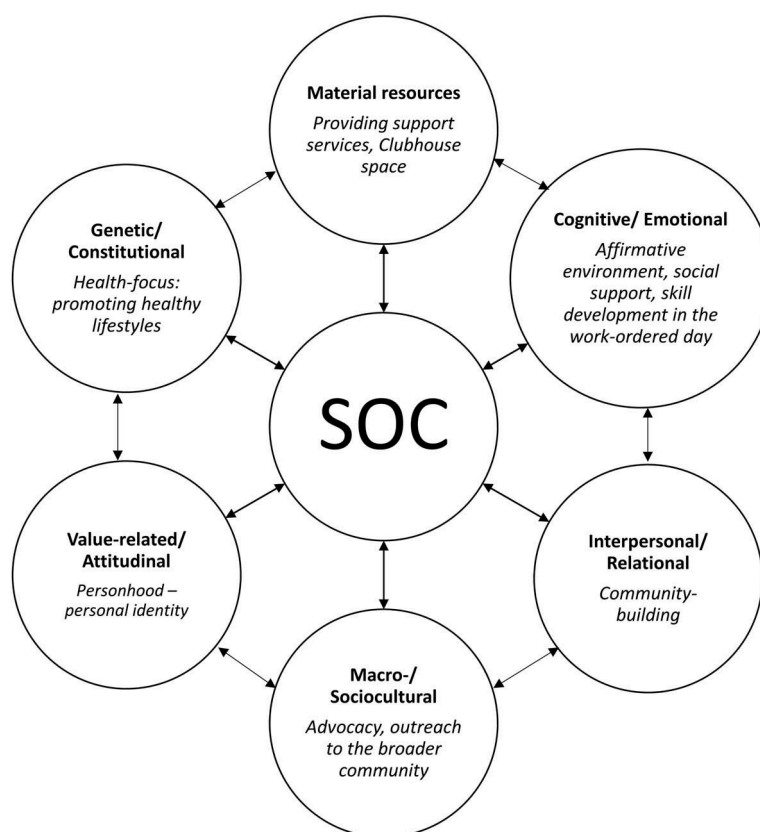 Material resources
Providing support
services, Clubhouse
space
Genetic/
Constitutional
Health-focus:
promoting healthy
lifestyles
Cognitive/ Emotional
Affirmative
environment, social
support, skill
development in the
work-ordered day
SOC
Value-related/
Attitudinal
Personhood –
personal identity
Interpersonal/
Relational
Community-
building
Macro-/
Sociocultural
Advocacy, outreach
to the broader
community